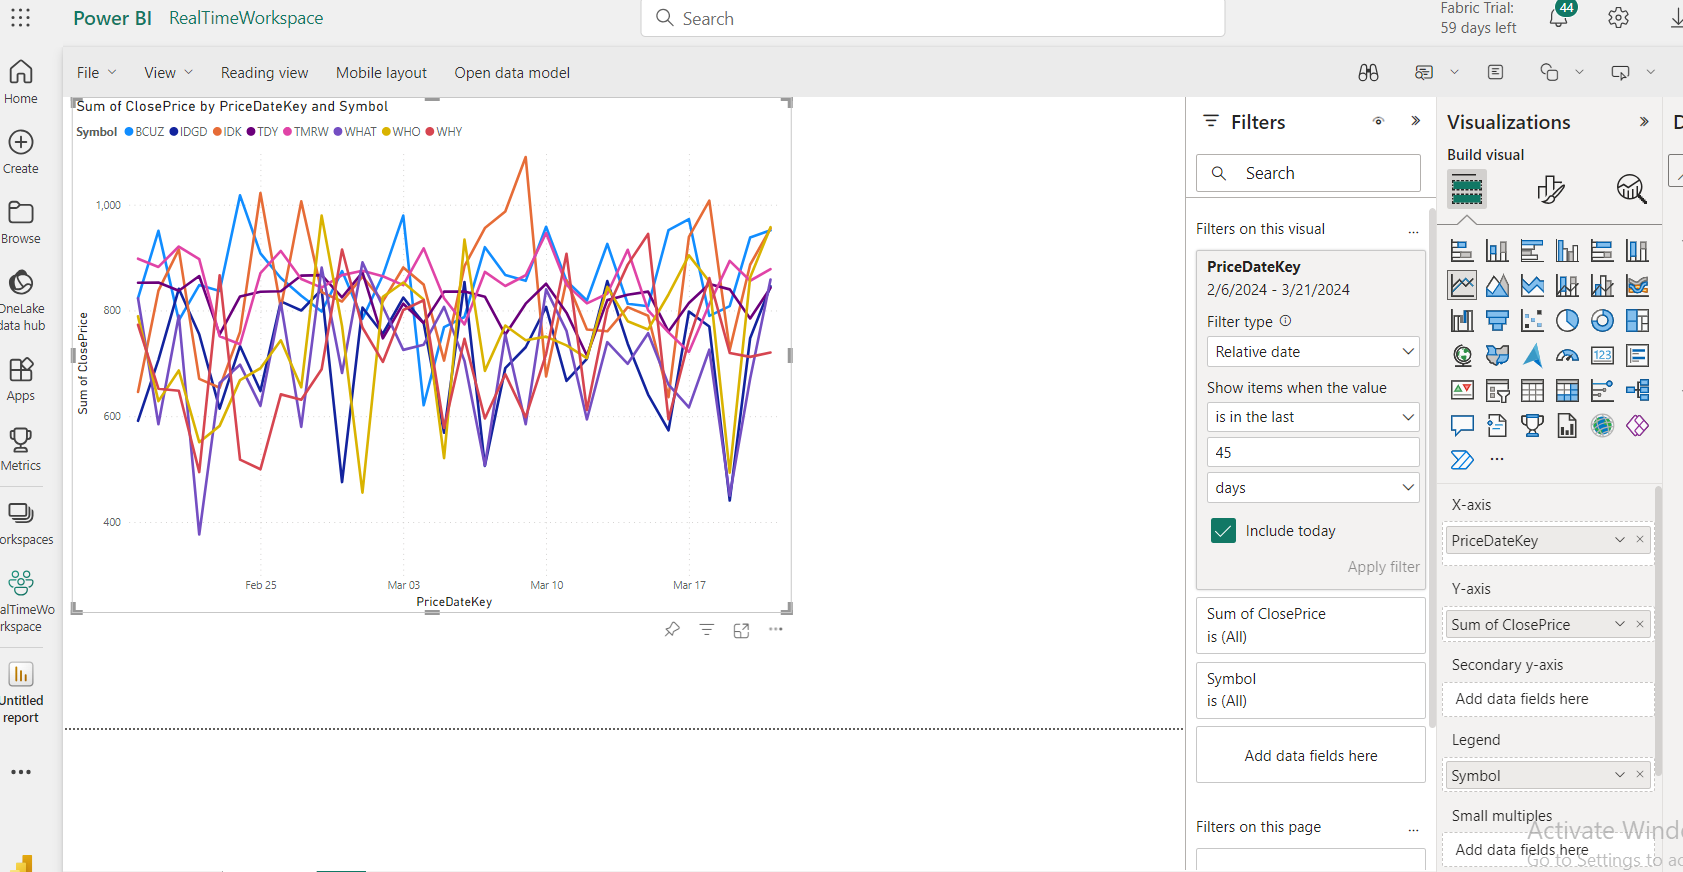 Power BI RealTimeWorkspace
Search
Fabric Trial:
59 days left
44
File
View
Reading view
Mobile layout
Open data model
Home
Create
Browse
OneLake
data hub
Apps
Metrics
orkspaces
alTimeWo
rkspace
Untitled
report
Sum of ClosePrice by PriceDateKey and Symbol
Symbol BCUZ IDGD IDK TDY TMRW WHAT WHO WHY
Sum of ClosePrice
1,000
800
600
400
Feb 25
Mar 03
Mar 10
Mar 17
PriceDateKey
Filters
Search
Filters on this visual
...
PriceDateKey
2/6/2024 - 3/21/2024
Filter type
Relative date
Show items when the value
is in the last
45
days
Include today
Apply filter
Sum of ClosePrice
is (All)
Symbol
is (All)
Add data fields here
Filters on this page
...
Visualizations
Build visual
123
...
X-axis
PriceDateKey
Y-axis
Sum of ClosePrice
Secondary y-axis
Add data fields here
Legend
Symbol
Small multiples
Add data fields here
Activate Wind
Go to Settings to ac